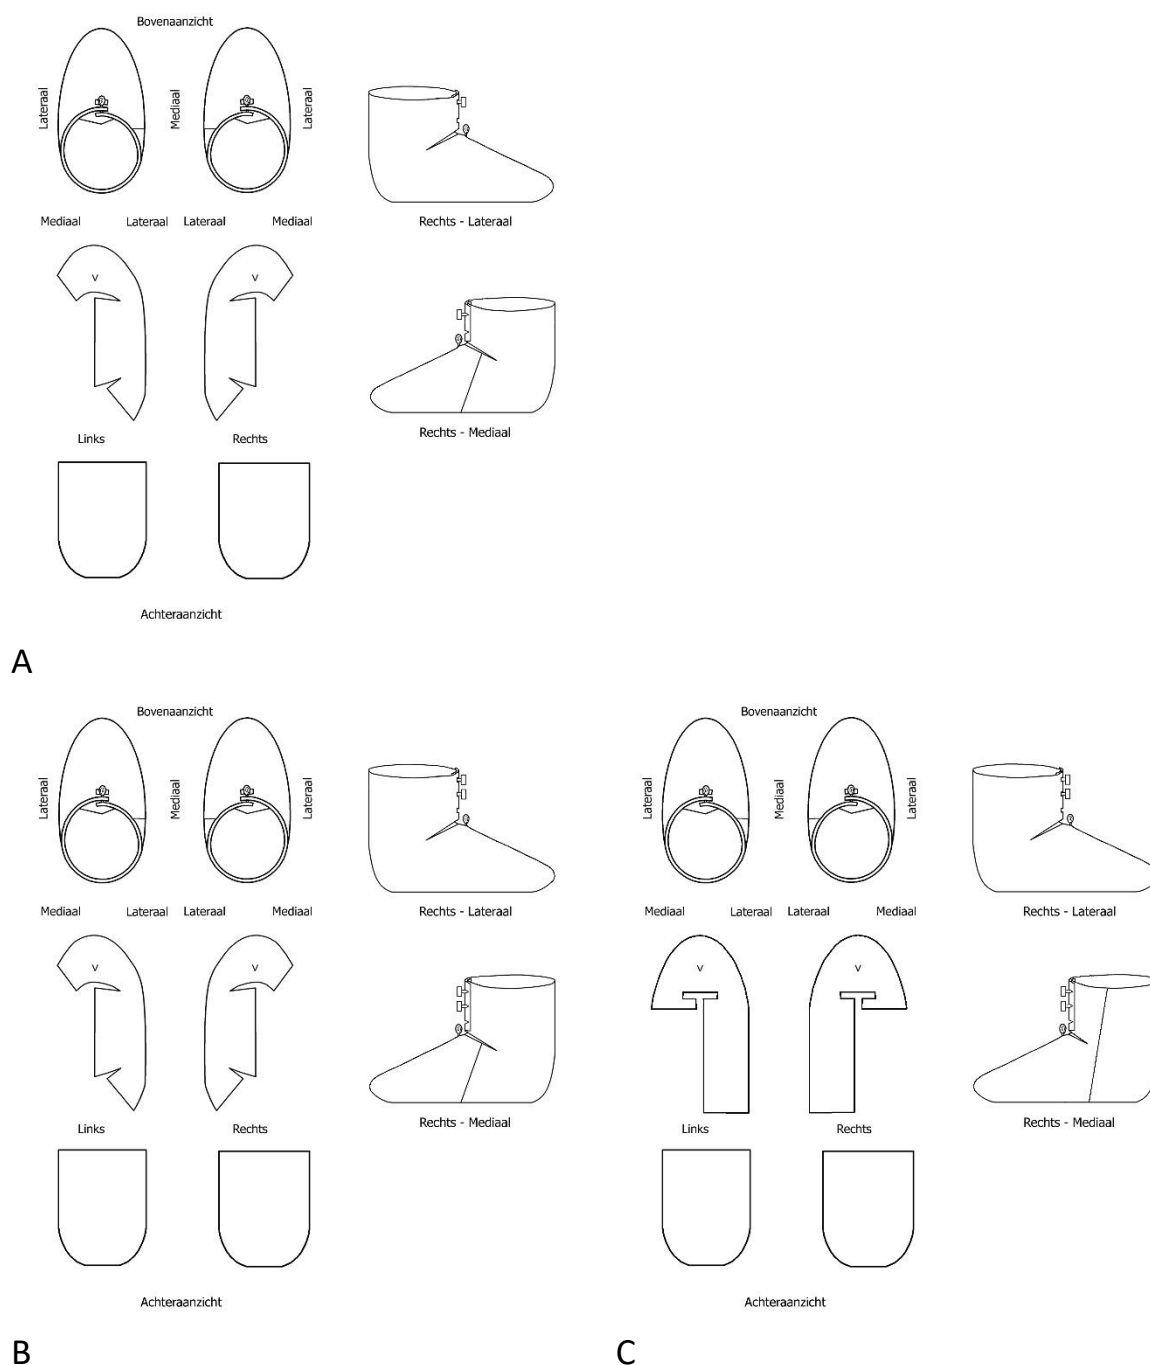 Bovenaanzicht
Lateraal Mediaal Lateraal
Mediaal Lateraal Lateraal Mediaal
Rechts - Lateraal
V V
Links Rechts
Rechts - Mediaal
Achteraanzicht
A
Bovenaanzicht
Lateraal Mediaal Lateraal
Mediaal Lateraal Lateraal Mediaal
Rechts - Lateraal
V V
Links Rechts
Rechts - Mediaal
Achteraanzicht
B
Bovenaanzicht
Lateraal Mediaal Lateraal
Mediaal Lateraal Lateraal Mediaal
Rechts - Lateraal
V V
Links Rechts
Rechts - Mediaal
Achteraanzicht
C